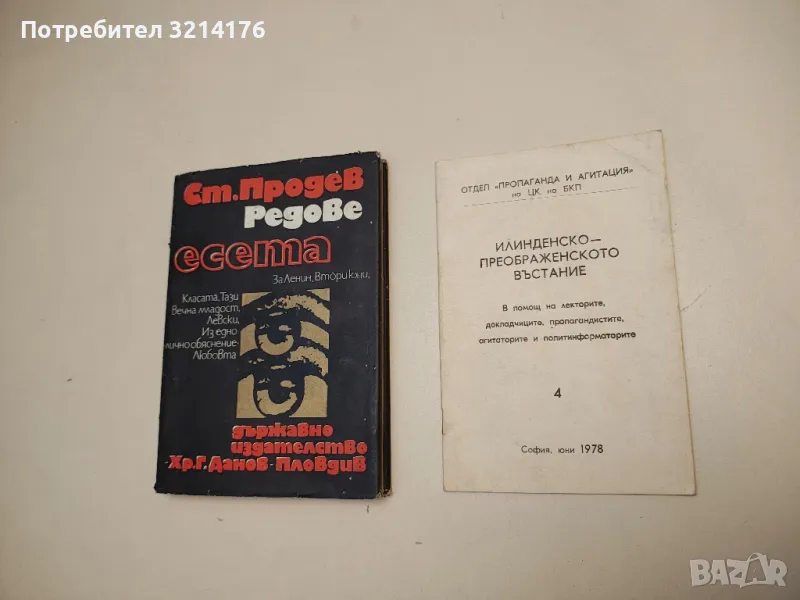 Потребител 3214176
Ст. Продев
Редове
есета
За Ленин, Втори юли,
Класата, Тази
Вечна младост,
Левски,
Из едно
лично обяснение
Любовта
държавно
издателство
Хр.Г.Данов-Пловдив
ОТДЕЛ «ПРОПАГАНДА И АГИТАЦИЯ»
на ЦК на БКП
ИЛИНДЕНСКО—
ПРЕОБРАЖЕНСКОТО
ВЪСТАНИЕ
В помощ на лекторите,
докладчиците, пропагандистите,
агитаторите и политинформаторите
4
София, юни 1978
BAZAR